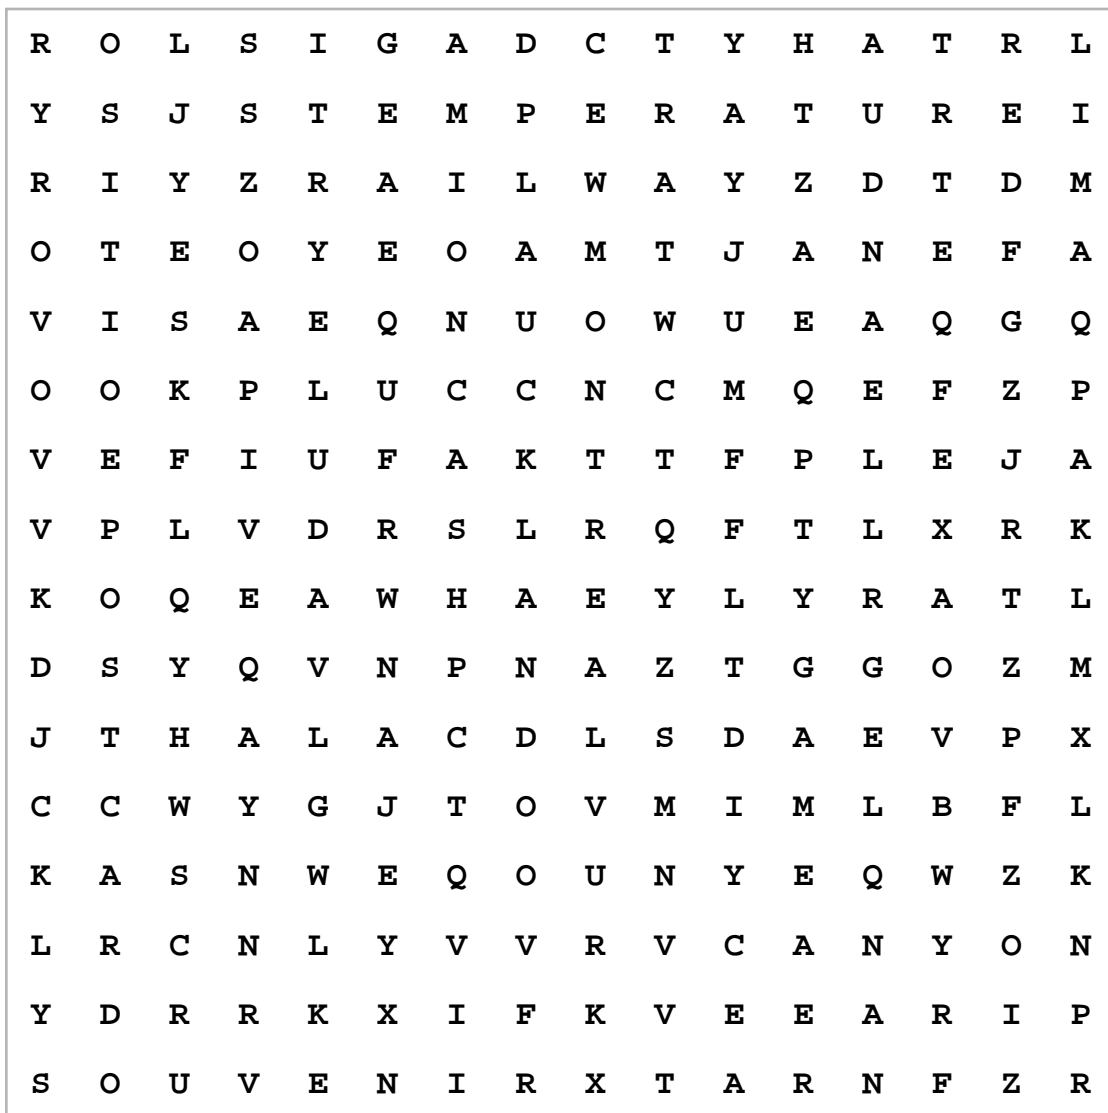 R O L S I G A D C T Y H A T R L
Y S J S T E M P E R A T U R E I
R I Y Z R A I L W A Y Z D T D M
O T E O Y E O A M T J A N E F A
V I S A E Q N U O W U E A Q G Q
O O K P L U C C N C M Q E F Z P
V E F I U F A K T T F P L E J A
V P L V D R S L R Q F T L X R K
K O Q E A W H A E Y L Y R A T L
D S Y Q V N P N A Z T G G O Z M
J T H A L A C D L S D A E V P X
C C W Y G J T O V M I M L B F L
K A S N W E Q O U N Y E Q W Z K
L R C N L Y V V R V C A N Y O N
Y D R R K X I F K V E E A R I P
S O U V E N I R X T A R N F Z R